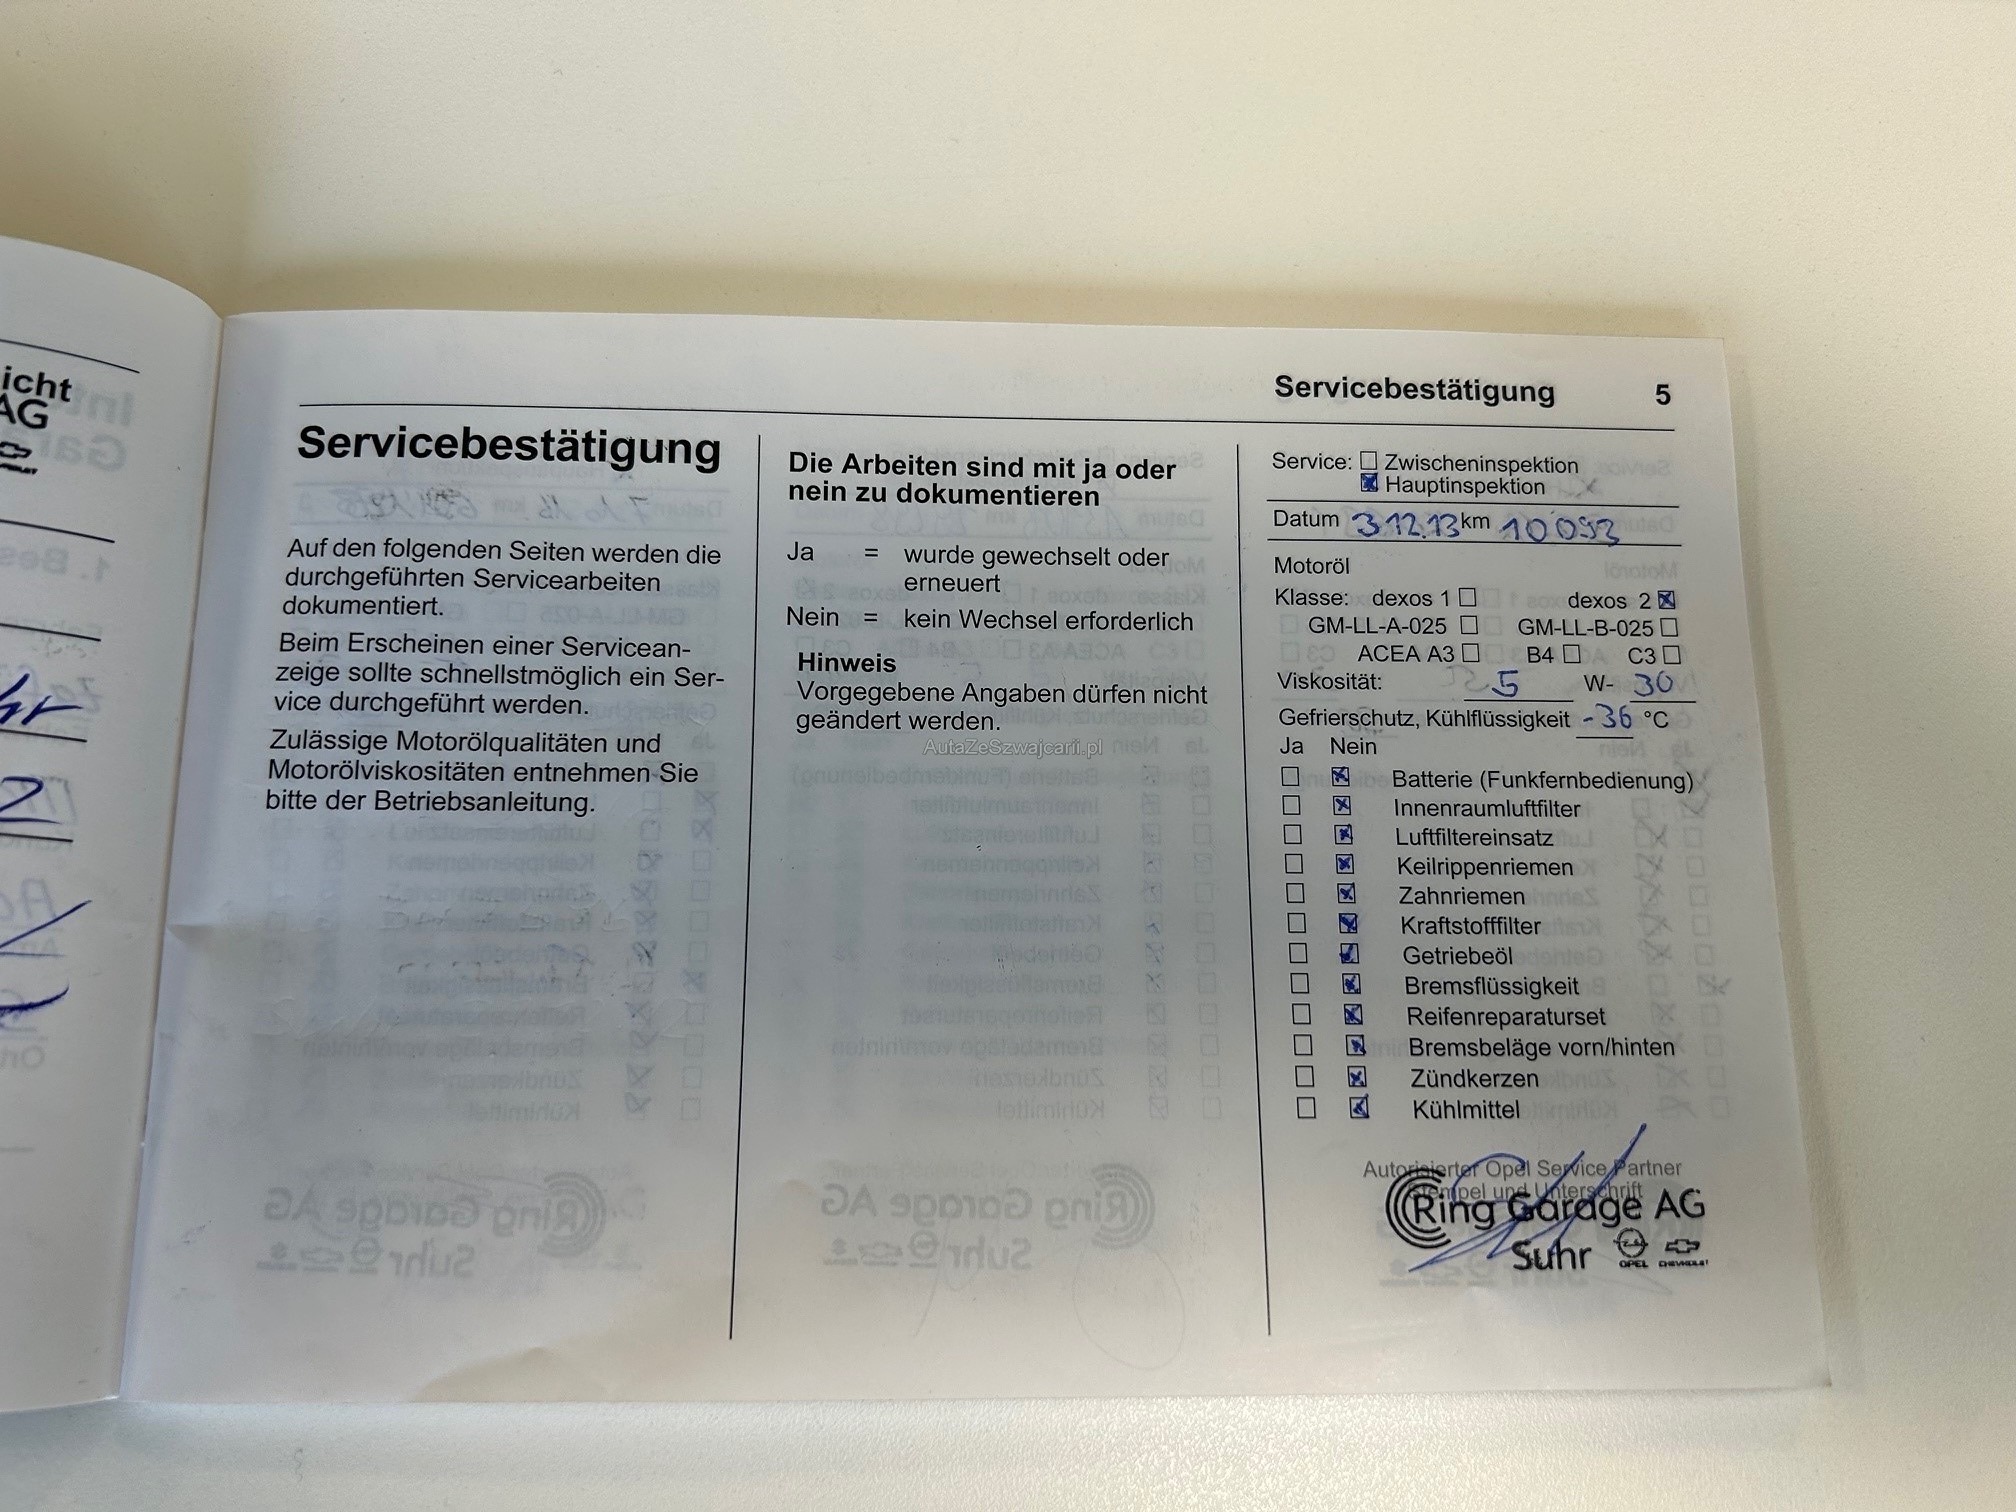 icht
AG
Servicebestätigung 5
Servicebestätigung
Auf den folgenden Seiten werden die
durchgeführten Servicearbeiten
dokumentiert.
Beim Erscheinen einer Servicean-
zeige sollte schnellstmöglich ein Ser-
vice durchgeführt werden.
Zulässige Motorölqualitäten und
Motorölviskositäten entnehmen Sie
bitte der Betriebsanleitung.
Die Arbeiten sind mit ja oder
nein zu dokumentieren
Ja = wurde gewechselt oder
erneuert
Nein = kein Wechsel erforderlich
Hinweis
Vorgegebene Angaben dürfen nicht
geändert werden.
AutaZeSzwajcarii.pl
Service: Zwischeninspektion
Hauptinspektion
Datum 3.12.13 km 10093
Motoröl
Klasse: dexos 1 dexos 2
GM-LL-A-025 GM-LL-B-025
ACEA A3 B4 C3
Viskosität: 5 W- 30
Gefrierschutz, Kühlflüssigkeit -36 °C
Ja Nein
Batterie (Funkfernbedienung)
Innenraumluftfilter
Luftfiltereinsatz
Keilrippenriemen
Zahnriemen
Kraftstofffilter
Getriebeöl
Bremsflüssigkeit
Reifenreparaturset
Bremsbeläge vorn/hinten
Zündkerzen
Kühlmittel
Autorisierter Opel Service Partner
Stempel und Unterschrift
Ring Garage AG
Suhr OPEL CHEVROLET